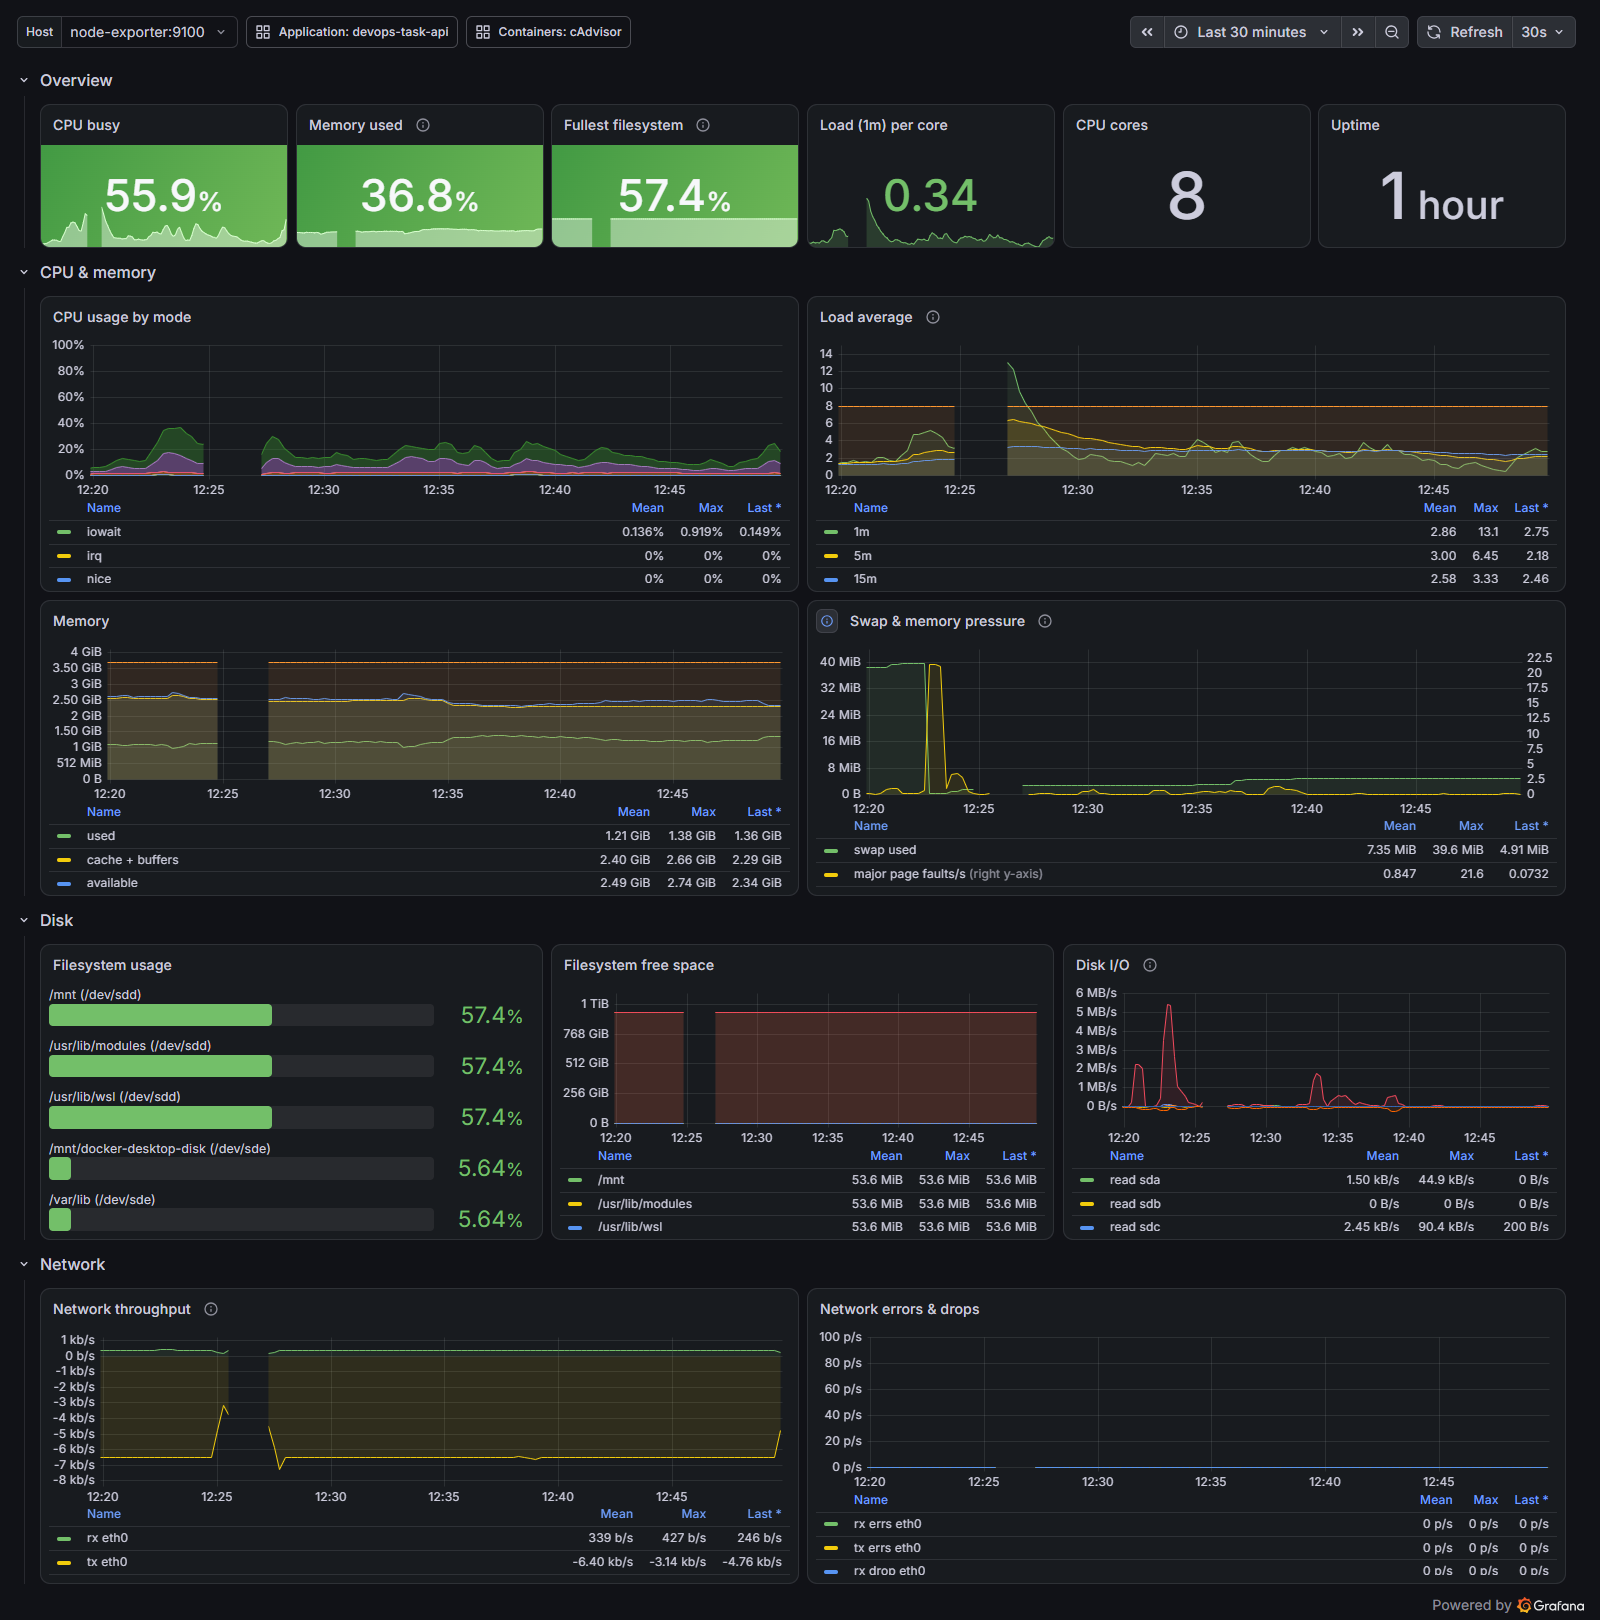 Host node-exporter:9100 Application: devops-task-api Containers: cAdvisor Last 30 minutes Refresh 30s
Overview
CPU busy
55.9%
Memory used
36.8%
Fullest filesystem
57.4%
Load (1m) per core
0.34
CPU cores
8
Uptime
1 hour
CPU & memory
CPU usage by mode
100%
80%
60%
40%
20%
0%
12:20 12:25 12:30 12:35 12:40 12:45
Name Mean Max Last *
iowait 0.136% 0.919% 0.149%
irq 0% 0% 0%
nice 0% 0% 0%
Load average
14
12
10
8
6
4
2
0
12:20 12:25 12:30 12:35 12:40 12:45
Name Mean Max Last *
1m 2.86 13.1 2.75
5m 3.00 6.45 2.18
15m 2.58 3.33 2.46
Memory
4 GiB
3.50 GiB
3 GiB
2.50 GiB
2 GiB
1.50 GiB
1 GiB
512 MiB
0 B
12:20 12:25 12:30 12:35 12:40 12:45
Name Mean Max Last *
used 1.21 GiB 1.38 GiB 1.36 GiB
cache + buffers 2.40 GiB 2.66 GiB 2.29 GiB
available 2.49 GiB 2.74 GiB 2.34 GiB
Swap & memory pressure
40 MiB
32 MiB
24 MiB
16 MiB
8 MiB
0 B
22.5
20
17.5
15
12.5
10
7.5
5
2.5
0
12:20 12:25 12:30 12:35 12:40 12:45
Name Mean Max Last *
swap used 7.35 MiB 39.6 MiB 4.91 MiB
major page faults/s (right y-axis) 0.847 21.6 0.0732
Disk
Filesystem usage
/mnt (/dev/sdd)
57.4%
/usr/lib/modules (/dev/sdd)
57.4%
/usr/lib/wsl (/dev/sdd)
57.4%
/mnt/docker-desktop-disk (/dev/sde)
5.64%
/var/lib (/dev/sde)
5.64%
Filesystem free space
1 TiB
768 GiB
512 GiB
256 GiB
0 B
12:20 12:25 12:30 12:35 12:40 12:45
Name Mean Max Last *
/mnt 53.6 MiB 53.6 MiB 53.6 MiB
/usr/lib/modules 53.6 MiB 53.6 MiB 53.6 MiB
/usr/lib/wsl 53.6 MiB 53.6 MiB 53.6 MiB
Disk I/O
6 MB/s
5 MB/s
4 MB/s
3 MB/s
2 MB/s
1 MB/s
0 B/s
12:20 12:25 12:30 12:35 12:40 12:45
Name Mean Max Last *
read sda 1.50 kB/s 44.9 kB/s 0 B/s
read sdb 0 B/s 0 B/s 0 B/s
read sdc 2.45 kB/s 90.4 kB/s 200 B/s
Network
Network throughput
1 kb/s
0 b/s
-1 kb/s
-2 kb/s
-3 kb/s
-4 kb/s
-5 kb/s
-6 kb/s
-7 kb/s
-8 kb/s
12:20 12:25 12:30 12:35 12:40 12:45
Name Mean Max Last *
rx eth0 339 b/s 427 b/s 246 b/s
tx eth0 -6.40 kb/s -3.14 kb/s -4.76 kb/s
Network errors & drops
100 p/s
80 p/s
60 p/s
40 p/s
20 p/s
0 p/s
12:20 12:25 12:30 12:35 12:40 12:45
Name Mean Max Last *
rx errs eth0 0 p/s 0 p/s 0 p/s
tx errs eth0 0 p/s 0 p/s 0 p/s
rx drop eth0 0 p/s 0 p/s 0 p/s
Powered by Grafana